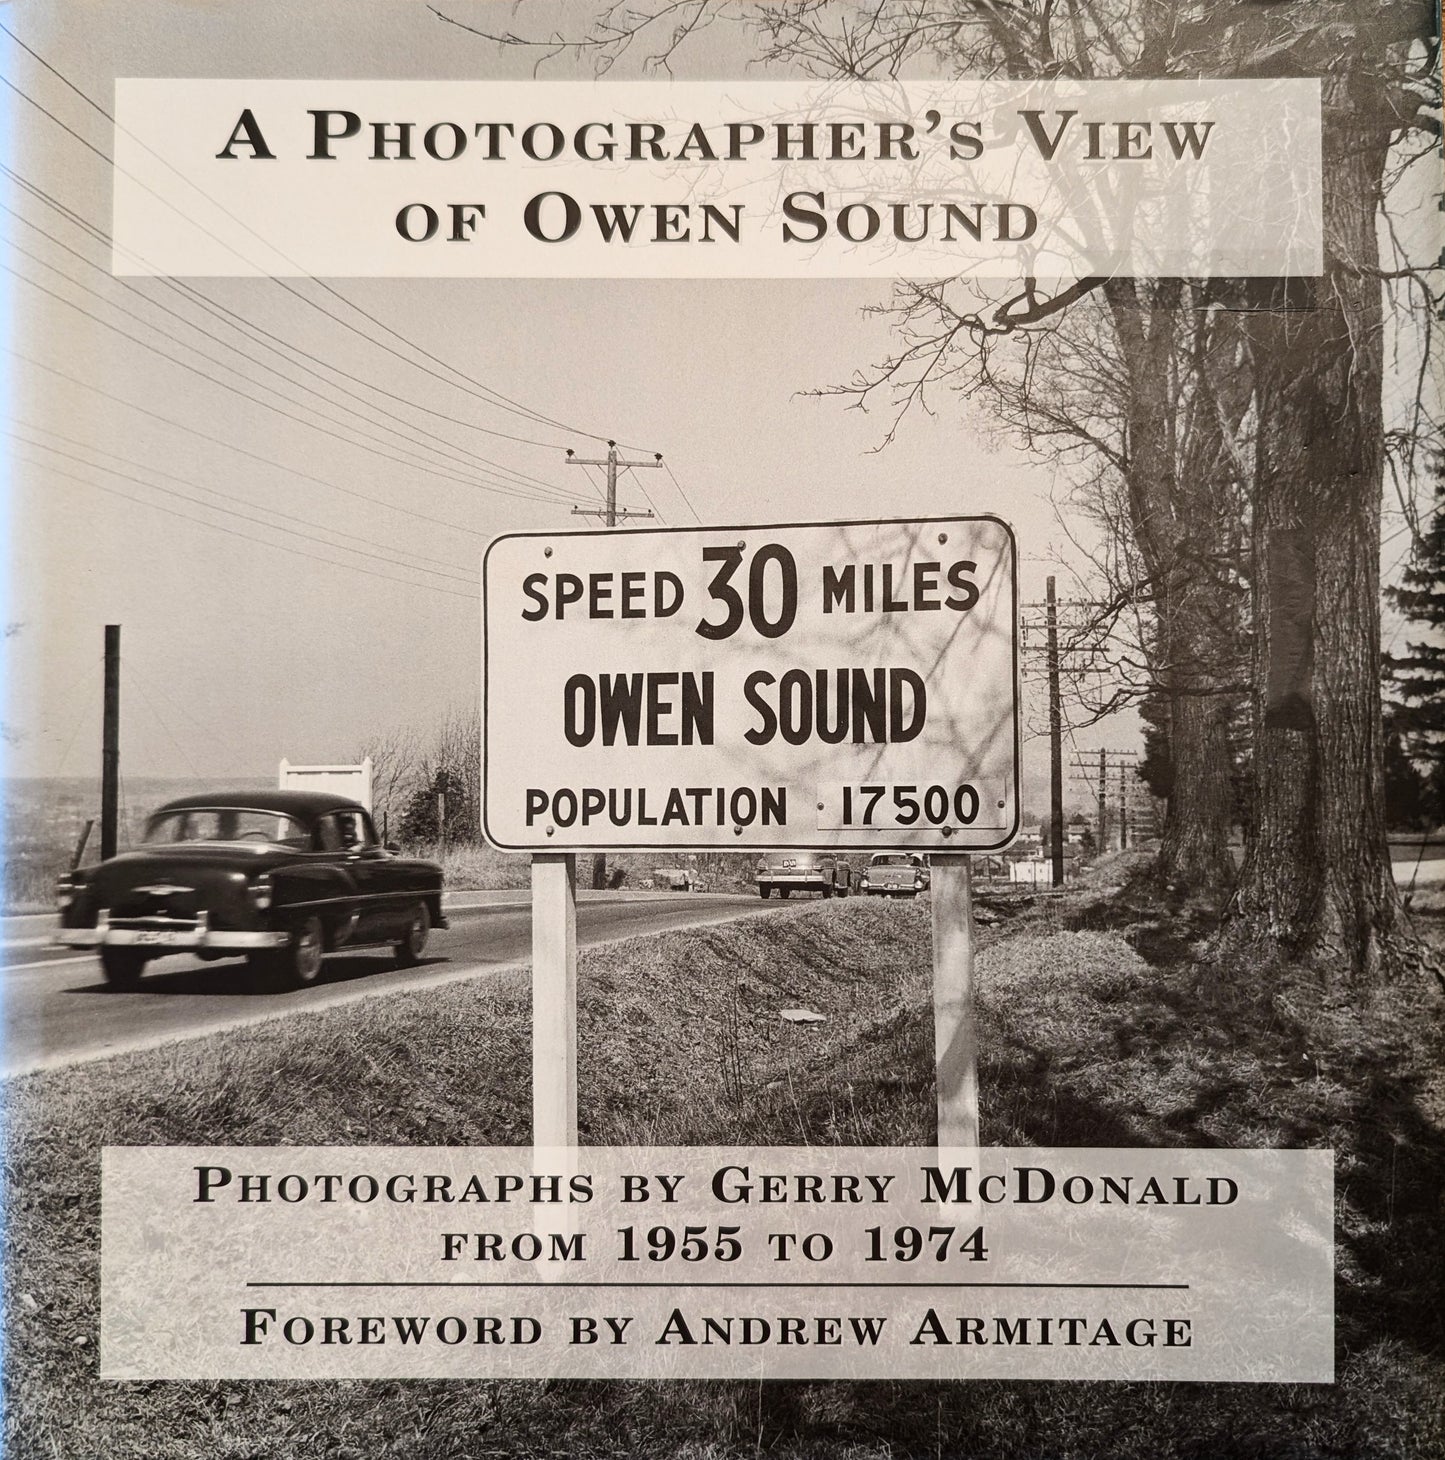 A Photographer's View
of Owen Sound
SPEED 30 MILES
OWEN SOUND
POPULATION 17500
Photographs by Gerry McDonald
from 1955 to 1974
Foreword by Andrew Armitage